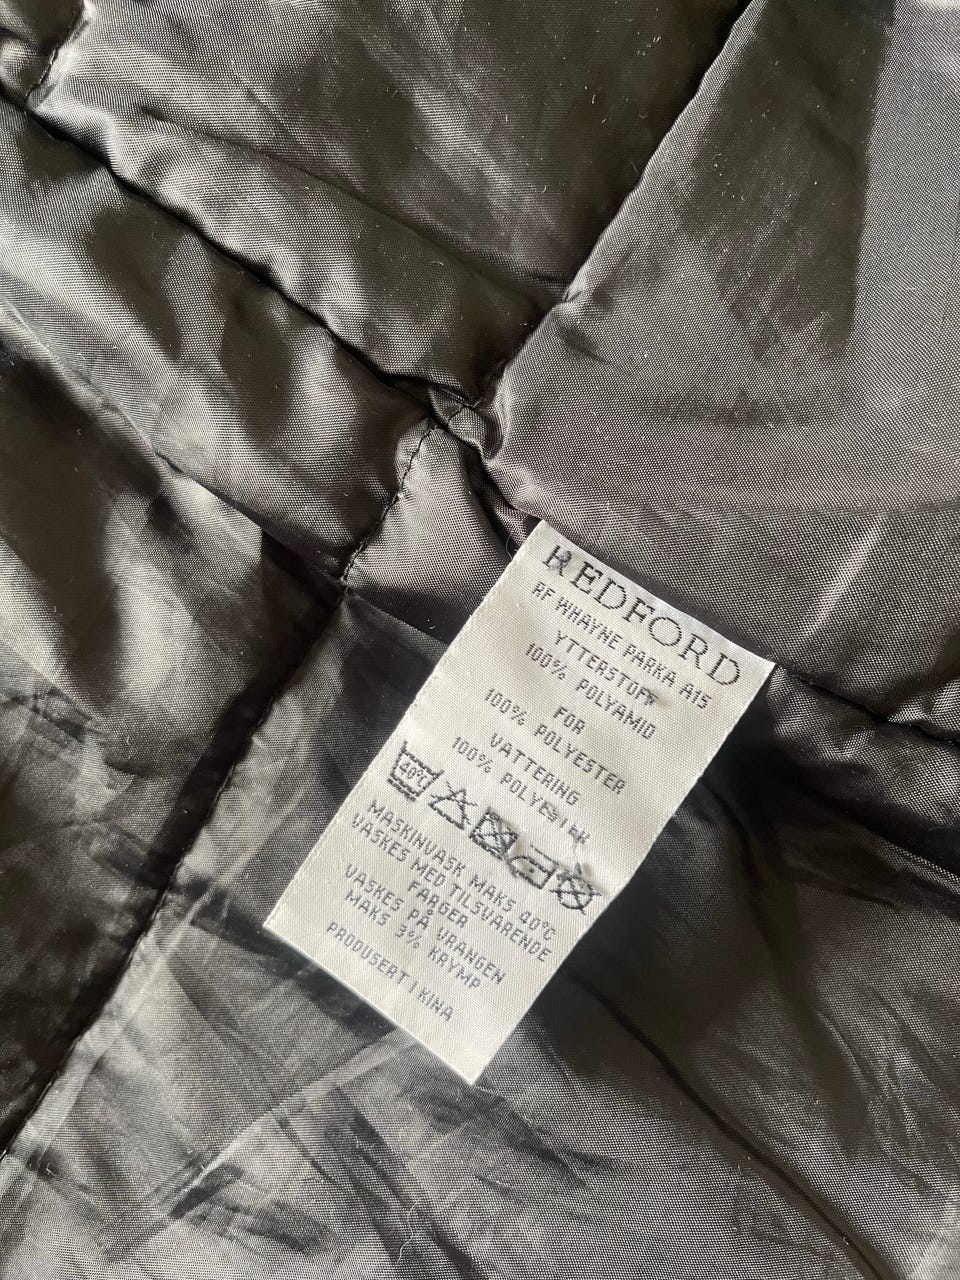 REDFORD
RF WHAYNE PARKA A15
YTTERSTOFF
100% POLYAMID
FOR
100% POLYESTER
VATTERING
100% POLYESTER
40°C
MASKINVASK MAKS 40°C
VASKES MED TILSVARENDE
FARGER
VASKES PÅ VRANGEN
MAKS 3% KRYMP
PRODUSERT I KINA